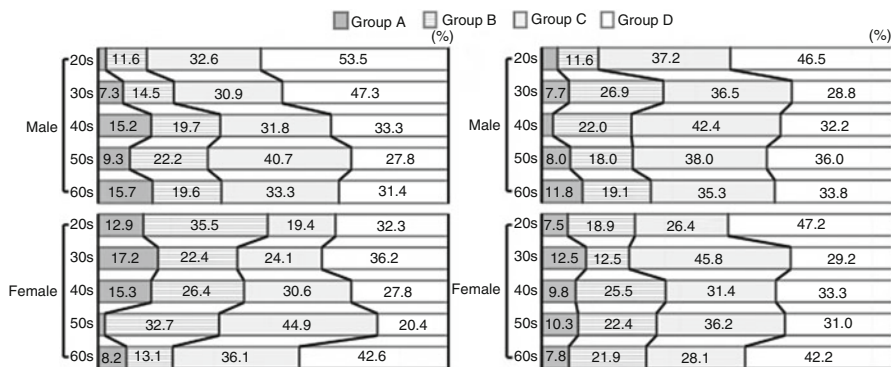 Group A Group B Group C Group D
(%) (%)
20s 11.6 32.6 53.5 20s 11.6 37.2 46.5
30s 7.3 14.5 30.9 47.3 30s 7.7 26.9 36.5 28.8
Male 40s 15.2 19.7 31.8 33.3 Male 40s 22.0 42.4 32.2
50s 9.3 22.2 40.7 27.8 50s 8.0 18.0 38.0 36.0
60s 15.7 19.6 33.3 31.4 60s 11.8 19.1 35.3 33.8
20s 12.9 35.5 19.4 32.3 20s 7.5 18.9 26.4 47.2
30s 17.2 22.4 24.1 36.2 30s 12.5 12.5 45.8 29.2
Female 40s 15.3 26.4 30.6 27.8 Female 40s 9.8 25.5 31.4 33.3
50s 32.7 44.9 20.4 50s 10.3 22.4 36.2 31.0
60s 8.2 13.1 36.1 42.6 60s 7.8 21.9 28.1 42.2